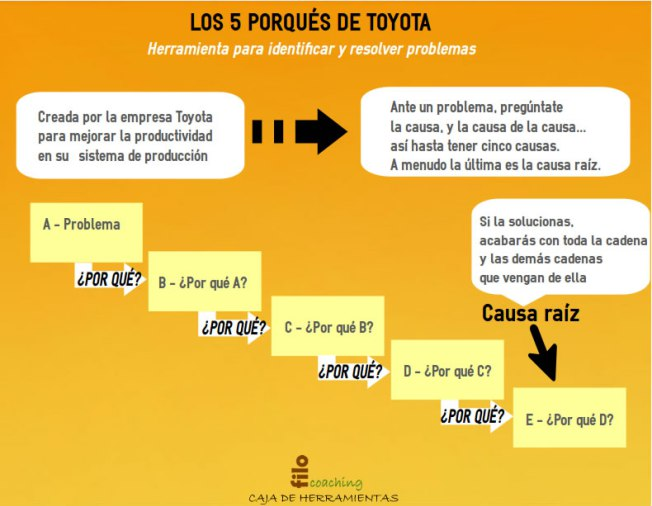 LOS 5 PORQUÉS DE TOYOTA
Herramienta para identificar y resolver problemas
Creada por la empresa Toyota
para mejorar la productividad
en su sistema de producción
Ante un problema, pregúntate
la causa, y la causa de la causa...
así hasta tener cinco causas.
A menudo la última es la causa raíz.
Si la solucionas,
acabarás con toda la cadena
y las demás cadenas
que vengan de ella
Causa raíz
A - Problema
¿POR QUÉ?
B - ¿Por qué A?
¿POR QUÉ?
C - ¿Por qué B?
¿POR QUÉ?
D - ¿Por qué C?
¿POR QUÉ?
E - ¿Por qué D?
filo
coaching
CAJA DE HERRAMIENTAS